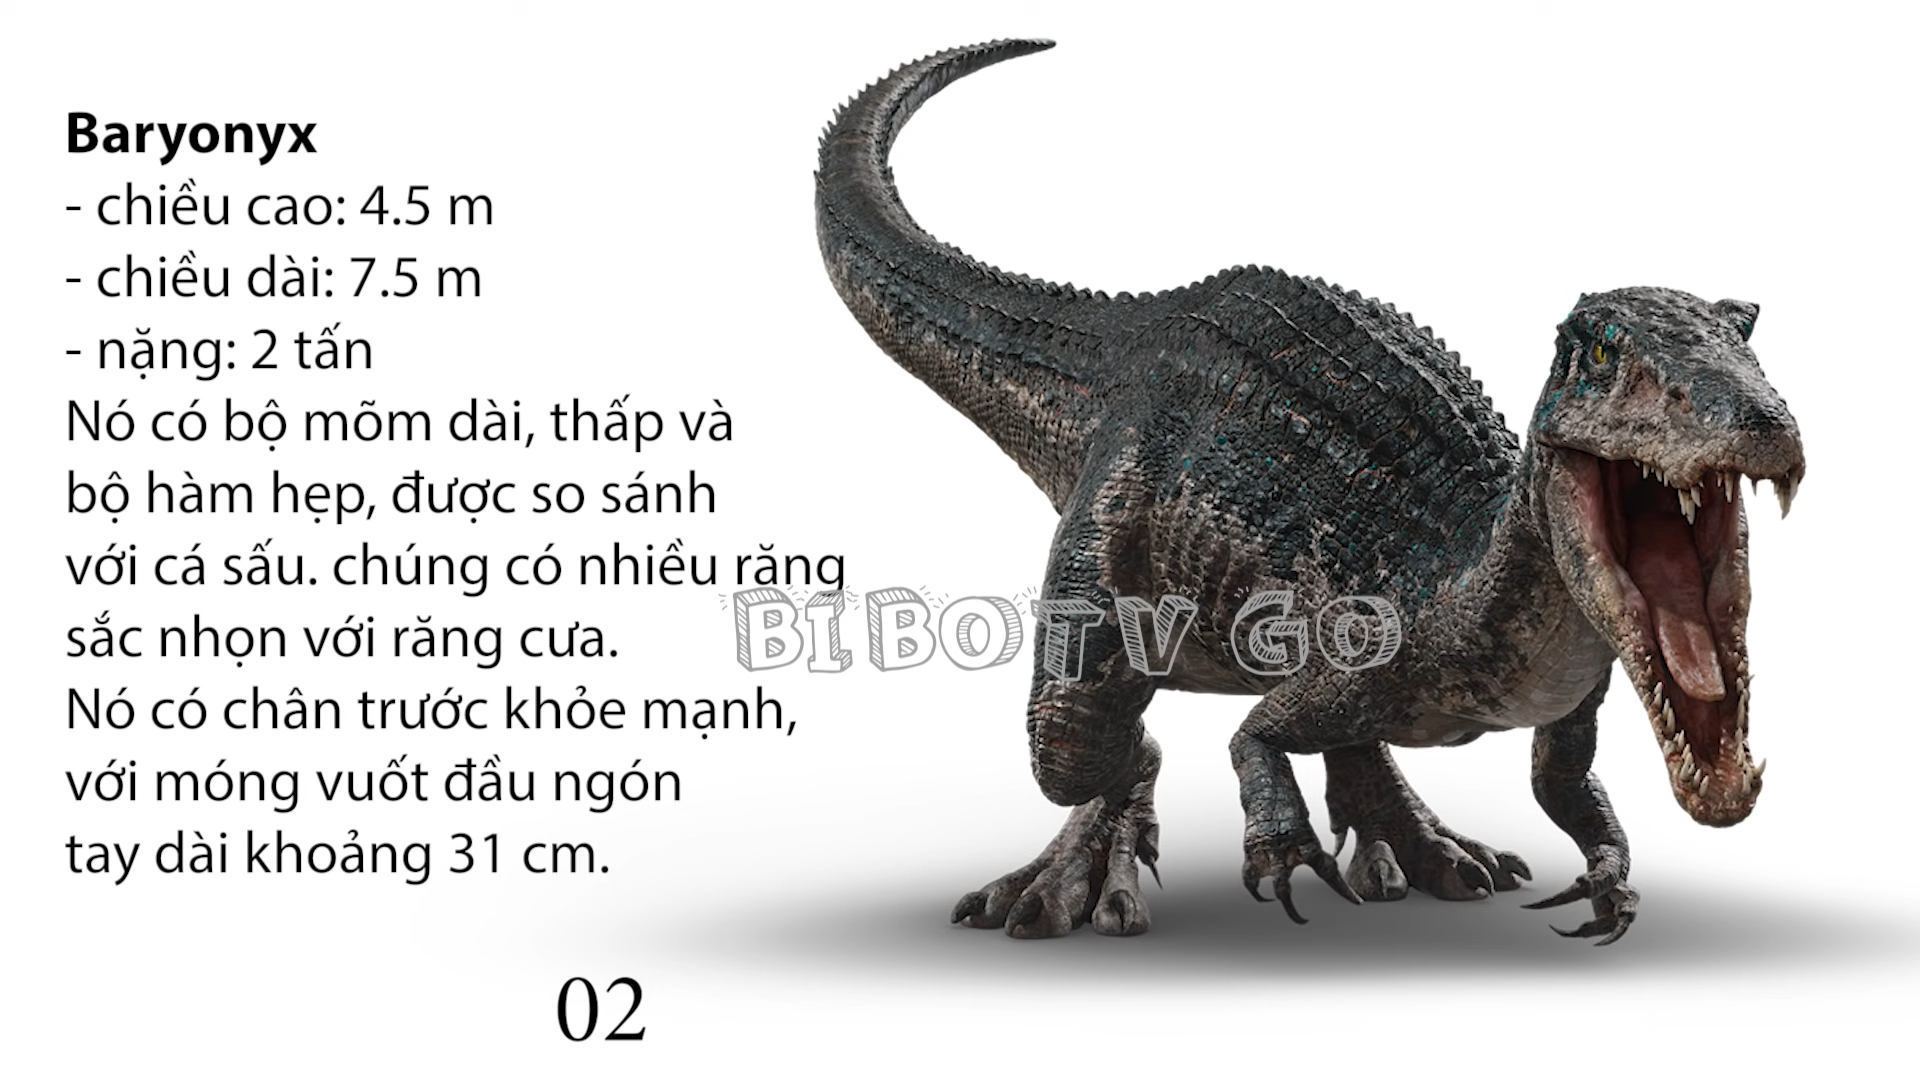 Baryonyx
- chiều cao: 4.5 m
- chiều dài: 7.5 m
- nặng: 2 tấn
Nó có bộ mõm dài, thấp và
bộ hàm hẹp, được so sánh
với cá sấu. chúng có nhiều răng
sắc nhọn với răng cưa.
BIBOTV GO
Nó có chân trước khỏe mạnh,
với móng vuốt đầu ngón
tay dài khoảng 31 cm.
02